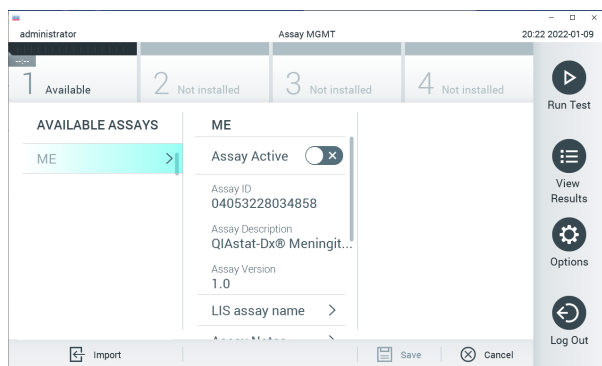 administrator
Assay MGMT
20:22 2022-01-09
--:--
1 Available
2 Not installed
3 Not installed
4 Not installed
Run Test
AVAILABLE ASSAYS
ME
ME
Assay Active
Assay ID
04053228034858
Assay Description
QIAstat-Dx® Meningit...
Assay Version
1.0
LIS assay name
Assay Notes
View
Results
Options
Log Out
Import
Save
Cancel